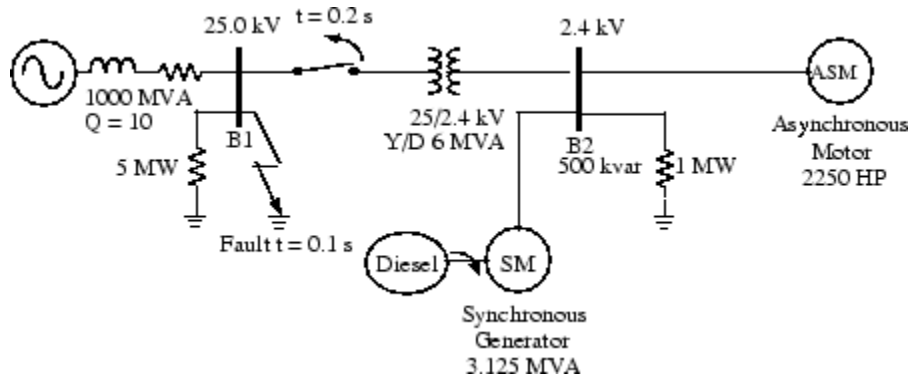 25.0 kV
t = 0.2 s
2.4 kV
ASM
1000 MVA
Q = 10
5 MW
B1
25/2.4 kV
Y/D 6 MVA
B2
500 kvar
1 MW
Asynchronous
Motor
2250 HP
Fault t = 0.1 s
Diesel
SM
Synchronous
Generator
3.125 MVA